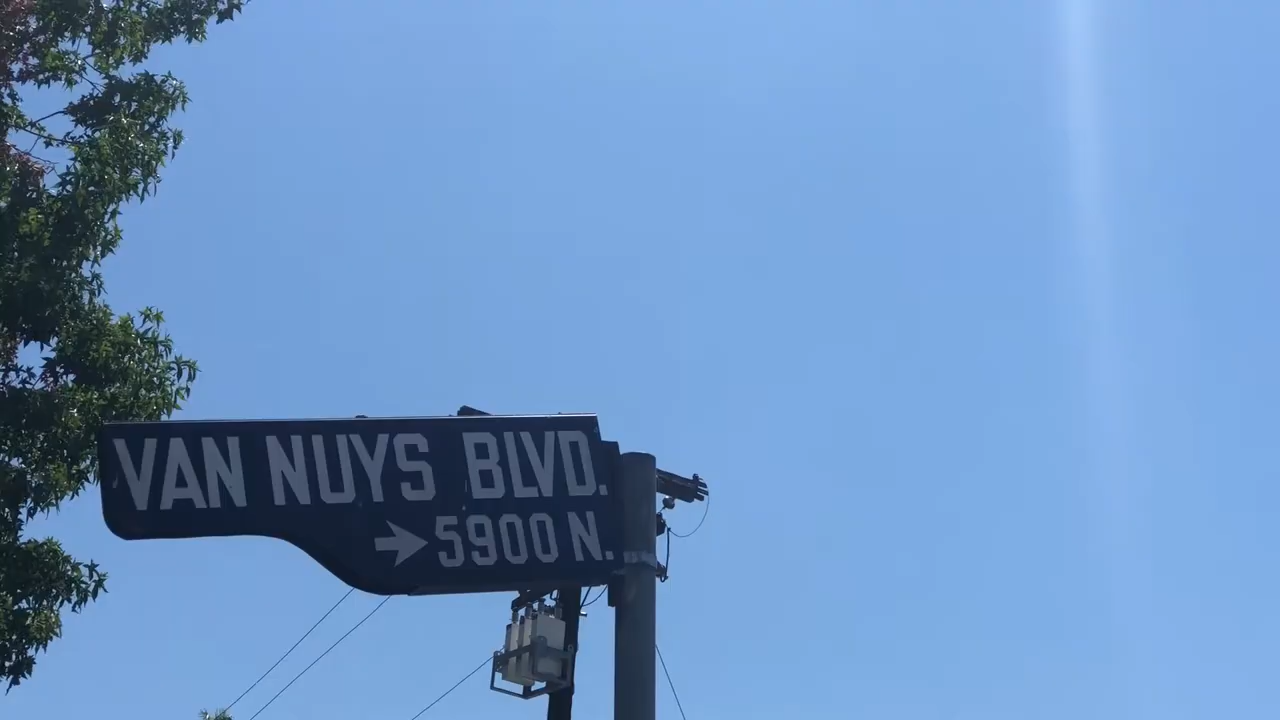 VAN NUYS BLVD.
→ 5900 N.